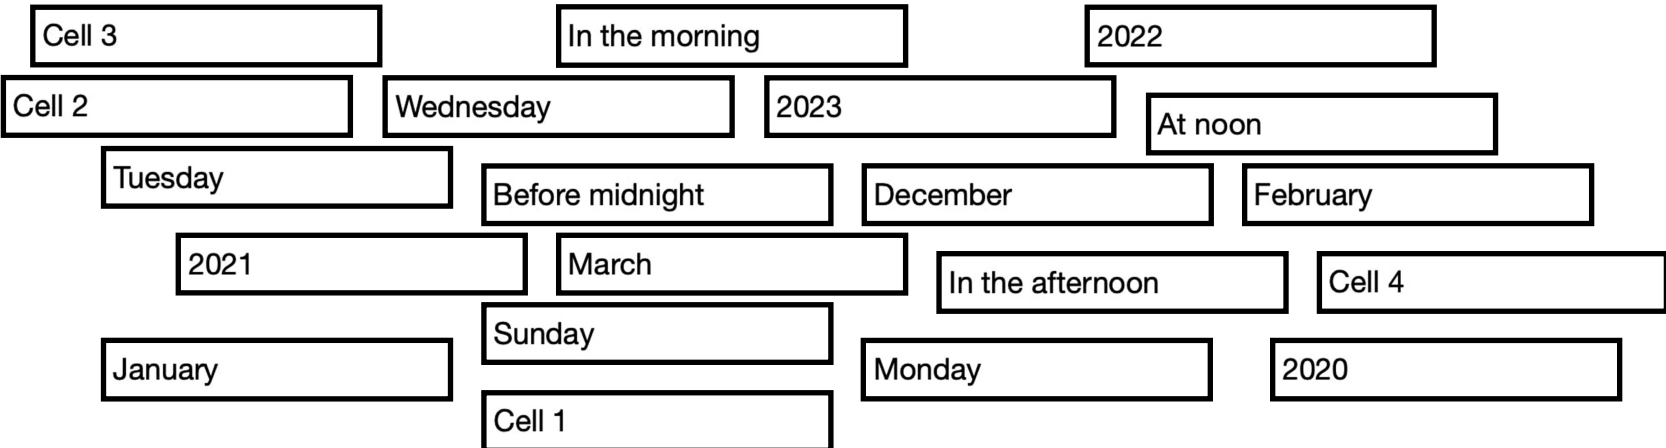 Cell 3
In the morning
2022
Cell 2
Wednesday
2023
At noon
Tuesday
Before midnight
December
February
2021
March
In the afternoon
Cell 4
Sunday
January
Monday
2020
Cell 1